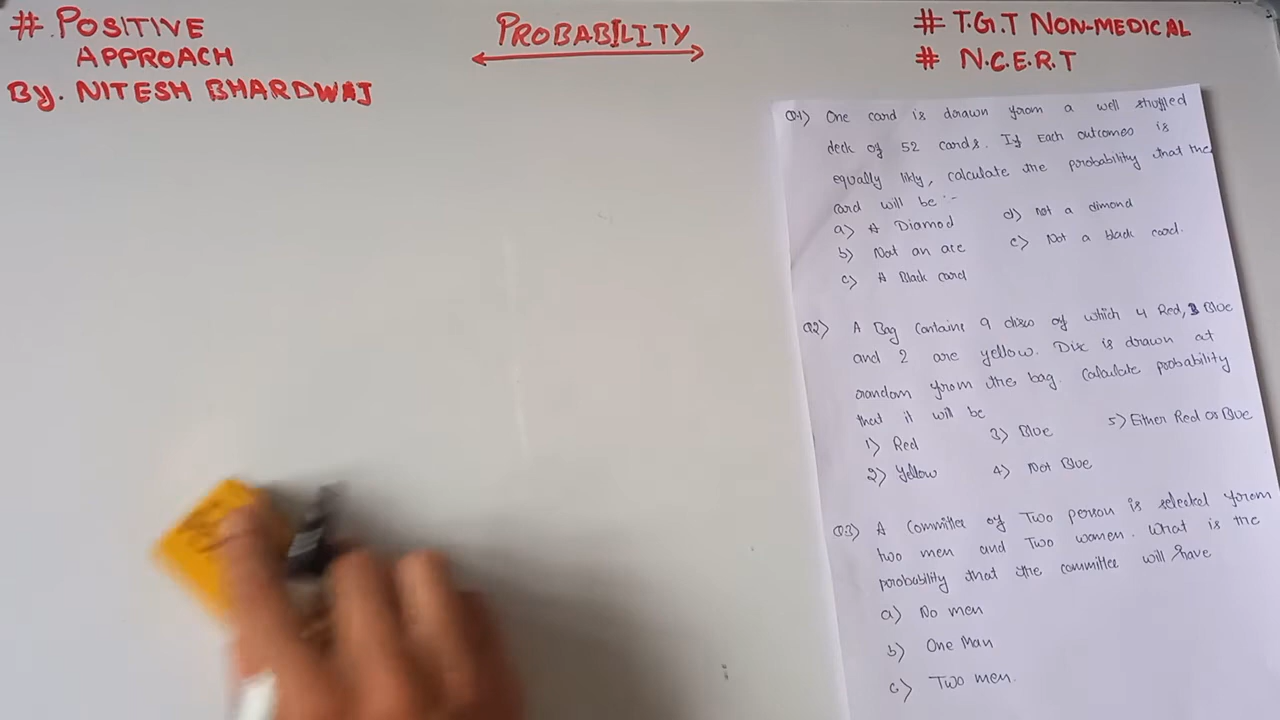 # POSITIVE
APPROACH
By. NITESH BHARDWAJ
PROBABILITY
# T.G.T NON-MEDICAL
# N.C.E.R.T
Q1) One card is drawn from a well shuffled
deck of 52 cards. If Each outcomes is
equally likly, calculate the probability that the
card will be :-
a) A Diamod
d) not a dimond
b) Not an ace
e) Not a black card.
c) A Black card
Q2) A Bag Contains 9 discs of which 4 Red, 3 Blue
and 2 are yellow. Disc is drawn at
random from the bag. Calculate probability
that it will be
1) Red
3) Blue
5) Either Red or Blue
2) Yellow
4) Not Blue
Q3) A Committee of Two person is selected from
two men and Two women. What is the
probability that the committee will have
a) No men
b) One Man
c) Two men.